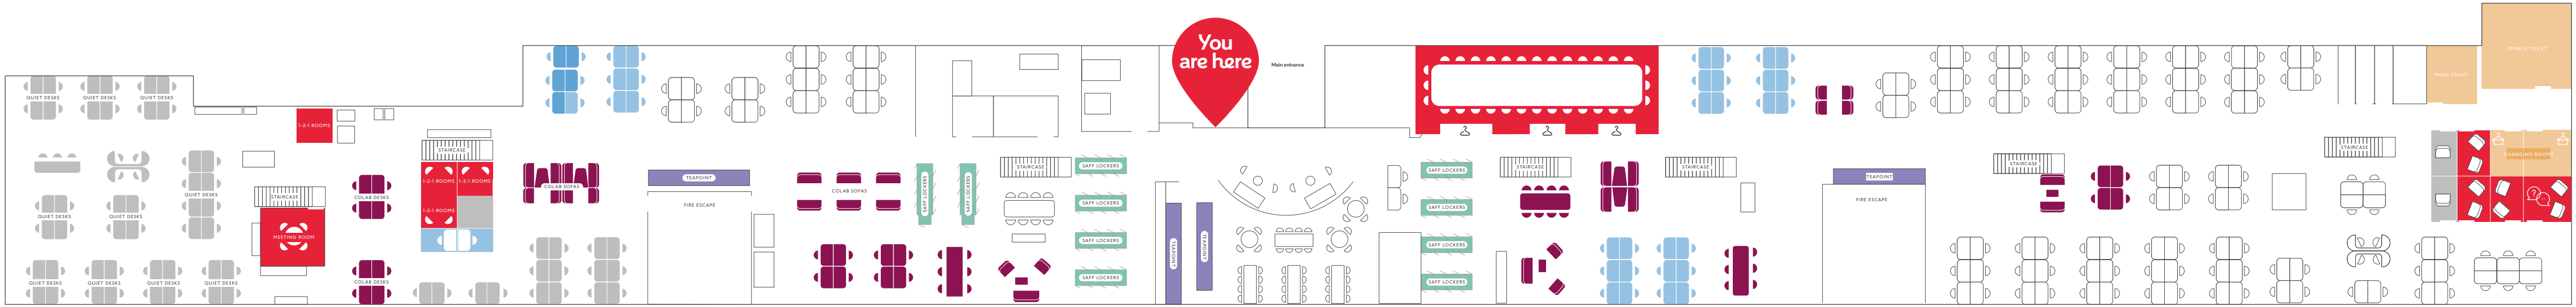 You
are here
Main entrance
FEMALE TOILET
MENS TOILET
QUIET DESKS
QUIET DESKS
QUIET DESKS
1-2-1 ROOMS
STAIRCASE
1-2-1 ROOMS
1-2-1 ROOMS
1-2-1 ROOMS
QUIET DESKS
STAIRCASE
COLAB DESKS
QUIET DESKS
QUIET DESKS
MEETING ROOM
COLAB SOFAS
TEAPOINT
FIRE ESCAPE
COLAB SOFAS
SAFF LOCKERS
SAFF LOCKERS
STAIRCASE
SAFF LOCKERS
SAFF LOCKERS
SAFF LOCKERS
SAFF LOCKERS
TEAPOINT
TEAPOINT
SAFF LOCKERS
SAFF LOCKERS
SAFF LOCKERS
SAFF LOCKERS
STAIRCASE
STAIRCASE
TEAPOINT
FIRE ESCAPE
STAIRCASE
STAIRCASE
CHANGING ROOMS
QUIET DESKS
QUIET DESKS
QUIET DESKS
QUIET DESKS
COLAB DESKS